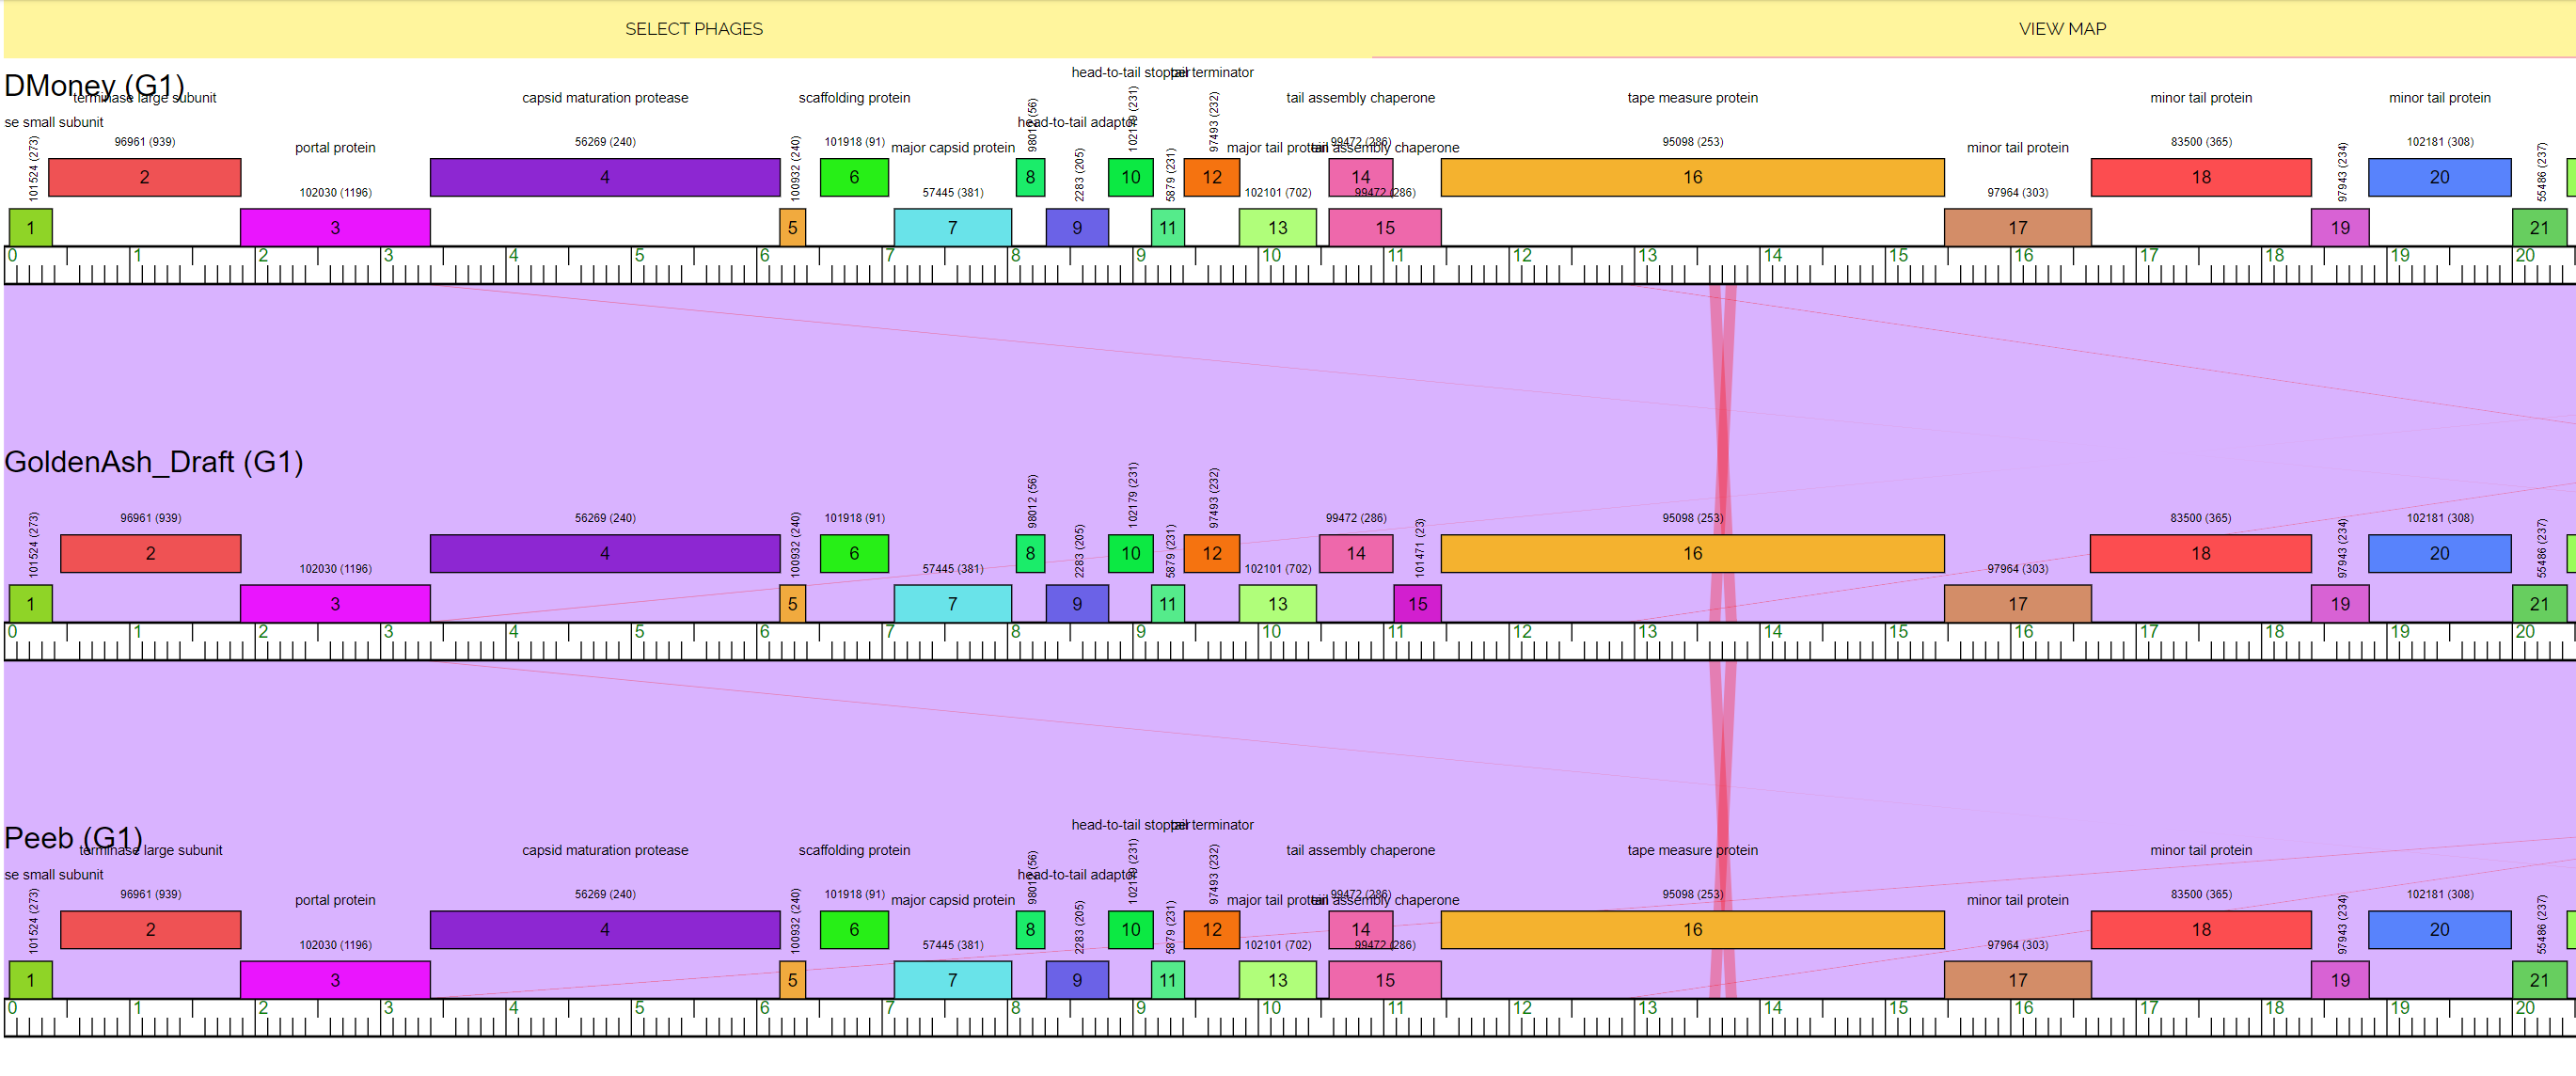 SELECT PHAGES VIEW MAP
DMoney (G1)
head-to-tail stopper tail terminator
terminase large subunit capsid maturation protease scaffolding protein tail assembly chaperone tape measure protein minor tail protein minor tail protein
se small subunit head-to-tail adaptor
portal protein major capsid protein major tail protein tail assembly chaperone minor tail protein
96961 (939) 56269 (240) 101918 (91) 98012 (56) 102179 (231) 97493 (232) 99472 (286) 95098 (253) 83500 (365) 102181 (308)
2 4 6 8 10 12 14 16 18 20
101524 (273) 102030 (1196) 100932 (240) 57445 (381) 2283 (205) 5879 (231) 102101 (702) 99472 (286) 97964 (303) 97943 (234) 55486 (237)
1 3 5 7 9 11 13 15 17 19 21
0 1 2 3 4 5 6 7 8 9 10 11 12 13 14 15 16 17 18 19 20
GoldenAsh_Draft (G1)
96961 (939) 56269 (240) 101918 (91) 98012 (56) 102179 (231) 97493 (232) 99472 (286) 95098 (253) 83500 (365) 102181 (308)
2 4 6 8 10 12 14 16 18 20
101524 (273) 102030 (1196) 100932 (240) 57445 (381) 2283 (205) 5879 (231) 102101 (702) 101471 (23) 97964 (303) 97943 (234) 55486 (237)
1 3 5 7 9 11 13 15 17 19 21
0 1 2 3 4 5 6 7 8 9 10 11 12 13 14 15 16 17 18 19 20
Peeb (G1)
head-to-tail stopper tail terminator
terminase large subunit capsid maturation protease scaffolding protein tail assembly chaperone tape measure protein minor tail protein
se small subunit head-to-tail adaptor
portal protein major capsid protein major tail protein tail assembly chaperone minor tail protein
96961 (939) 56269 (240) 101918 (91) 98012 (56) 102179 (231) 97493 (232) 99472 (286) 95098 (253) 83500 (365) 102181 (308)
2 4 6 8 10 12 14 16 18 20
101524 (273) 102030 (1196) 100932 (240) 57445 (381) 2283 (205) 5879 (231) 102101 (702) 99472 (286) 97964 (303) 97943 (234) 55486 (237)
1 3 5 7 9 11 13 15 17 19 21
0 1 2 3 4 5 6 7 8 9 10 11 12 13 14 15 16 17 18 19 20